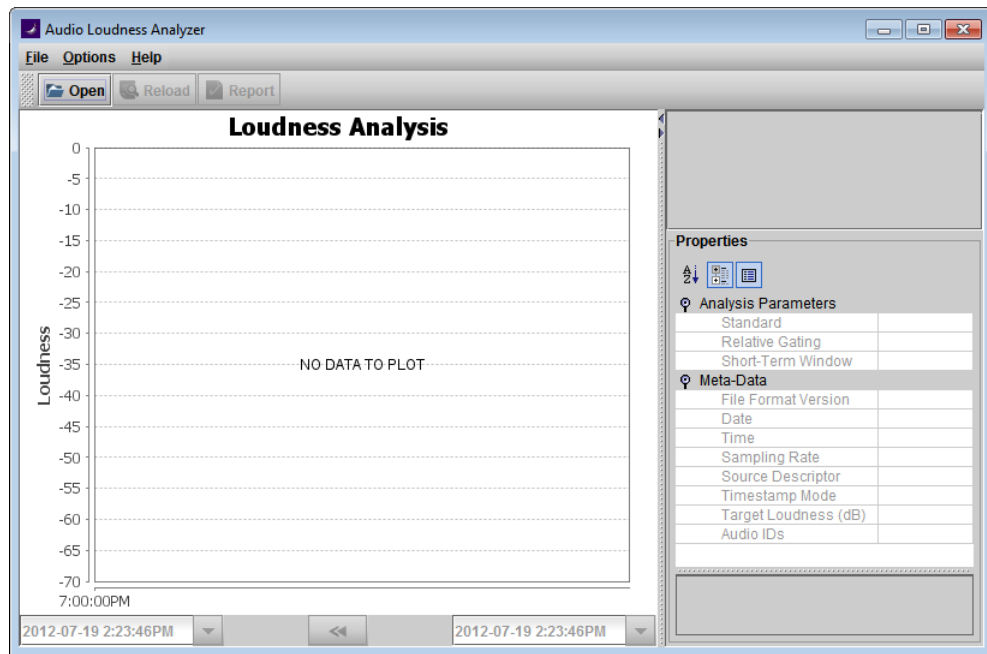 Audio Loudness Analyzer
File Options Help
Open Reload Report
Loudness Analysis
0
-5
-10
-15
-20
-25
-30
-35
-40
-45
-50
-55
-60
-65
-70
Loudness
NO DATA TO PLOT
7:00:00PM
2012-07-19 2:23:46PM
2012-07-19 2:23:46PM
Properties
A Z
Analysis Parameters
Standard
Relative Gating
Short-Term Window
Meta-Data
File Format Version
Date
Time
Sampling Rate
Source Descriptor
Timestamp Mode
Target Loudness (dB)
Audio IDs